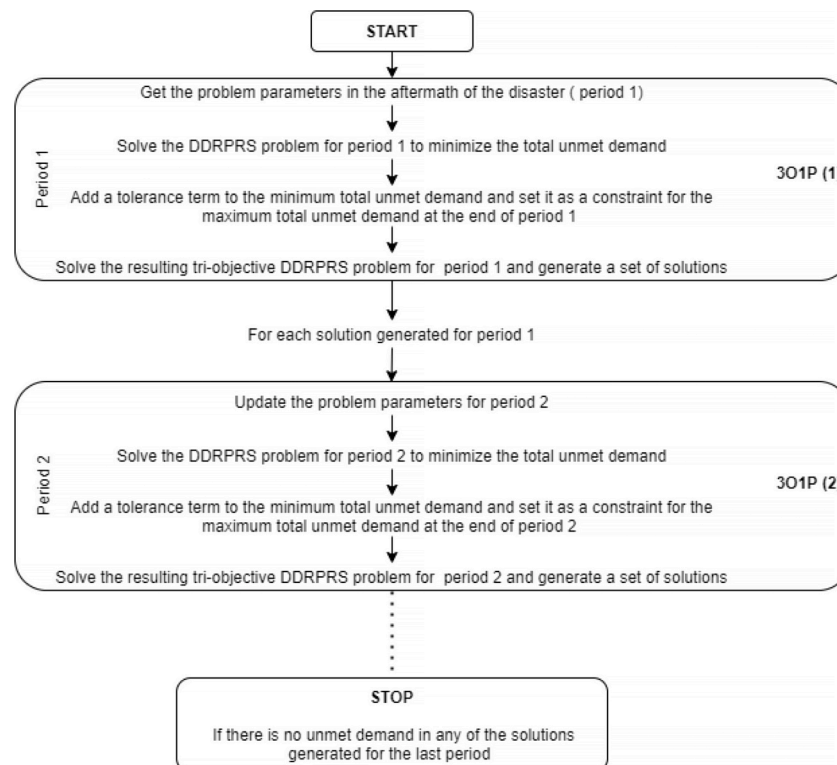 START
Get the problem parameters in the aftermath of the disaster ( period 1)
Solve the DDRPRS problem for period 1 to minimize the total unmet demand
Add a tolerance term to the minimum total unmet demand and set it as a constraint for the
maximum total unmet demand at the end of period 1
Solve the resulting tri-objective DDRPRS problem for period 1 and generate a set of solutions
Period 1
3O1P (1
For each solution generated for period 1
Update the problem parameters for period 2
Solve the DDRPRS problem for period 2 to minimize the total unmet demand
Add a tolerance term to the minimum total unmet demand and set it as a constraint for the
maximum total unmet demand at the end of period 2
Solve the resulting tri-objective DDRPRS problem for period 2 and generate a set of solutions
Period 2
3O1P (2
STOP
If there is no unmet demand in any of the solutions
generated for the last period